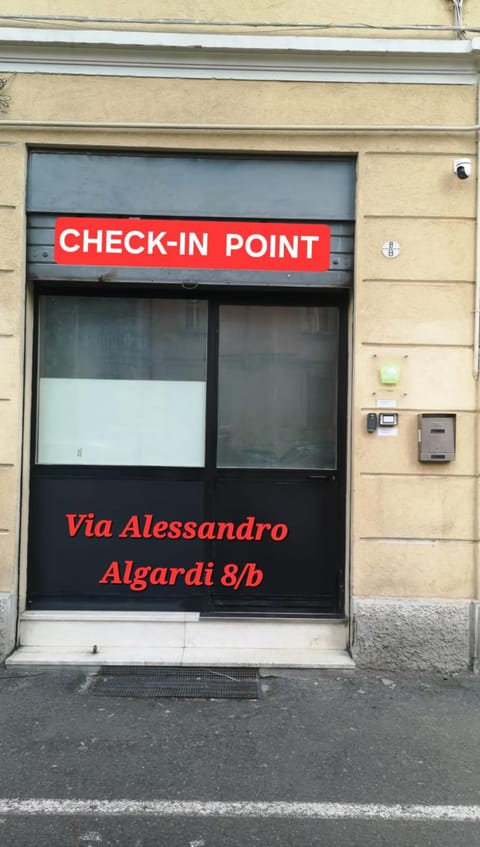 CHECK-IN POINT
8
B
Via Alessandro
Algardi 8/b